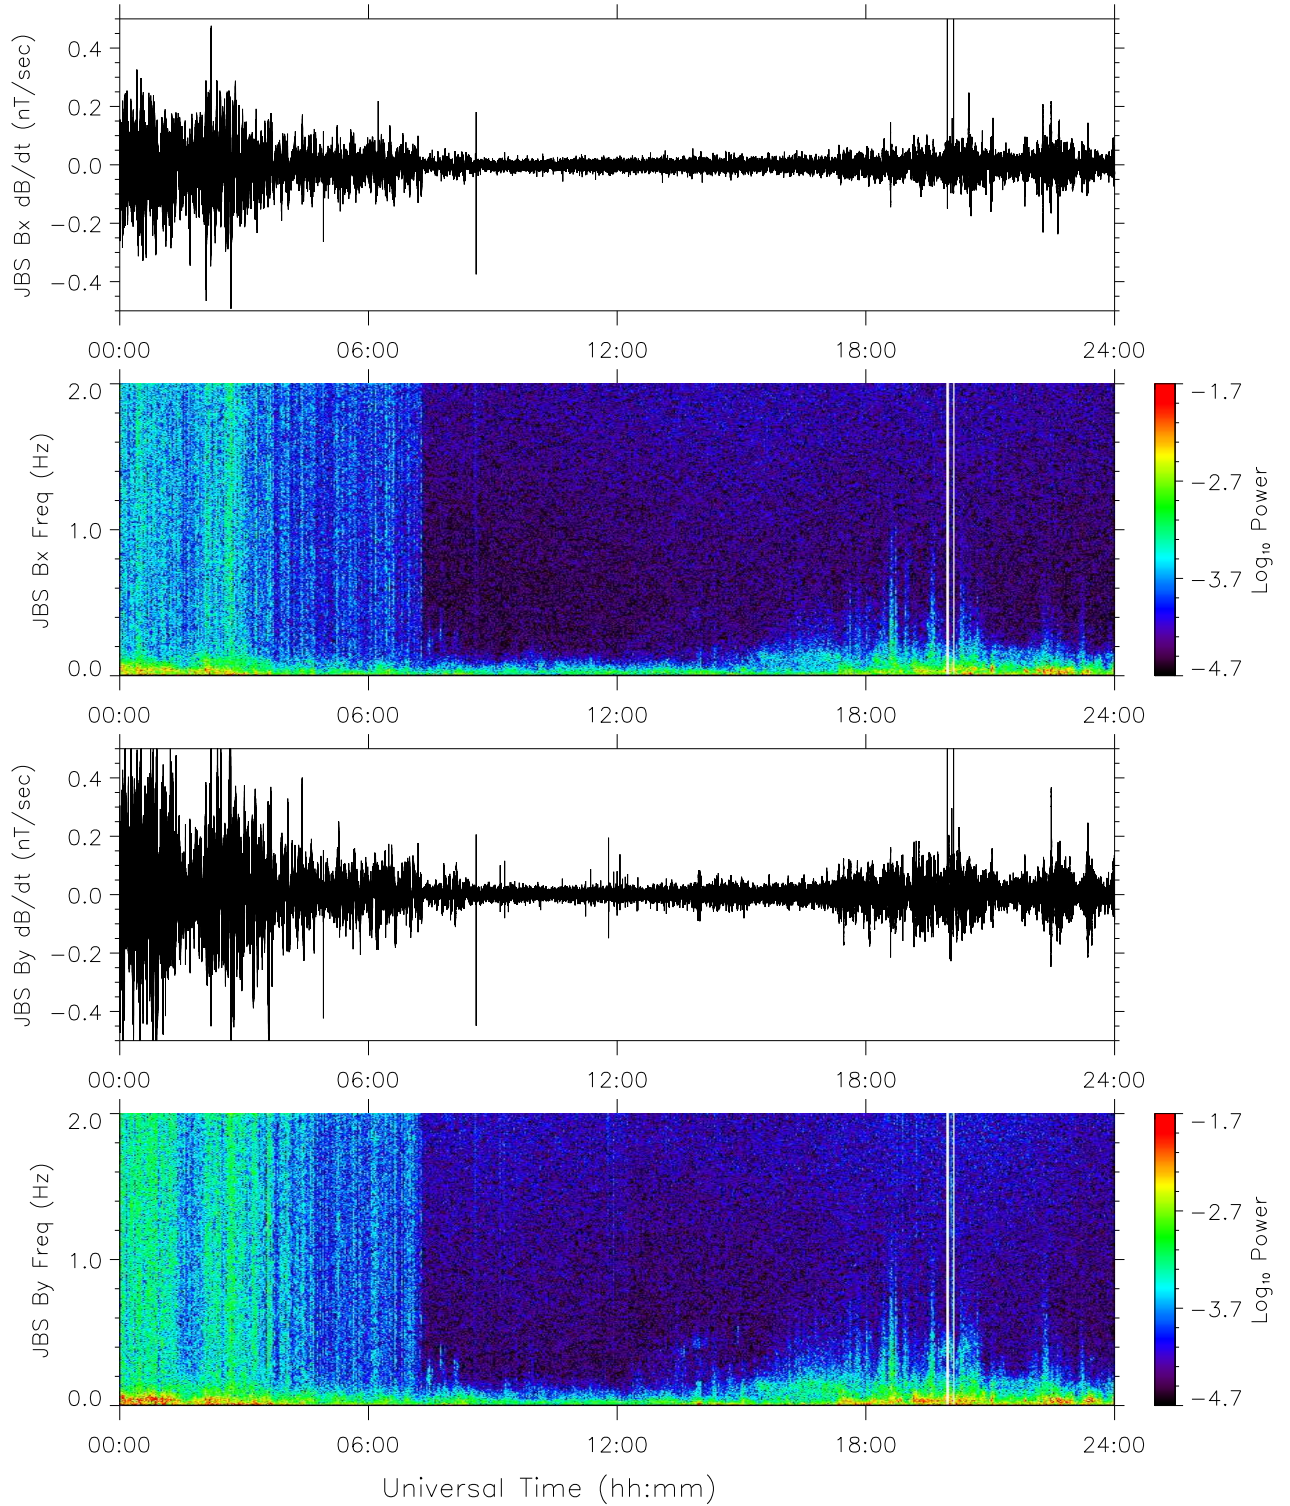 JBS Bx dB/dt (nT/sec)
0.4
0.2
0.0
−0.2
−0.4
00:00 06:00 12:00 18:00 24:00
JBS Bx Freq (Hz)
2.0
1.0
0.0
00:00 06:00 12:00 18:00 24:00
−1.7
−2.7
−3.7
−4.7
Log₁₀ Power
JBS By dB/dt (nT/sec)
0.4
0.2
0.0
−0.2
−0.4
00:00 06:00 12:00 18:00 24:00
JBS By Freq (Hz)
2.0
1.0
0.0
00:00 06:00 12:00 18:00 24:00
−1.7
−2.7
−3.7
−4.7
Log₁₀ Power
Universal Time (hh:mm)